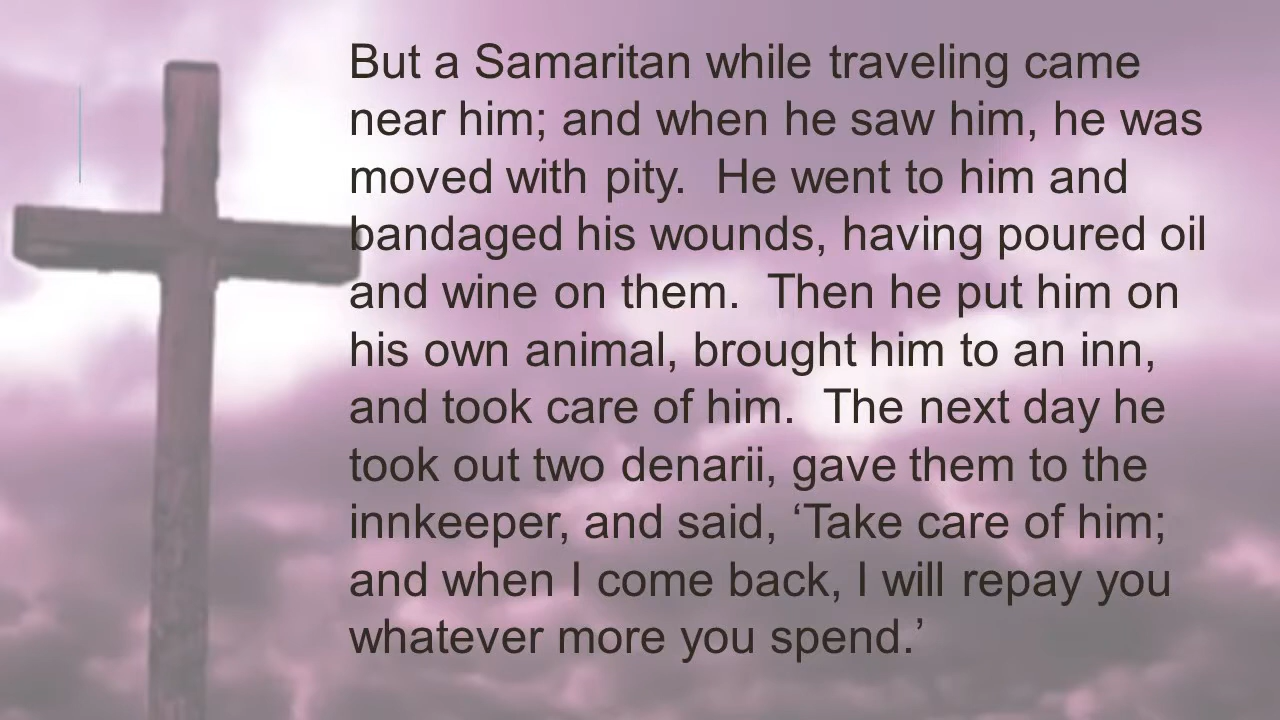 But a Samaritan while traveling came
near him; and when he saw him, he was
moved with pity.  He went to him and
bandaged his wounds, having poured oil
and wine on them.  Then he put him on
his own animal, brought him to an inn,
and took care of him.  The next day he
took out two denarii, gave them to the
innkeeper, and said, ‘Take care of him;
and when I come back, I will repay you
whatever more you spend.’